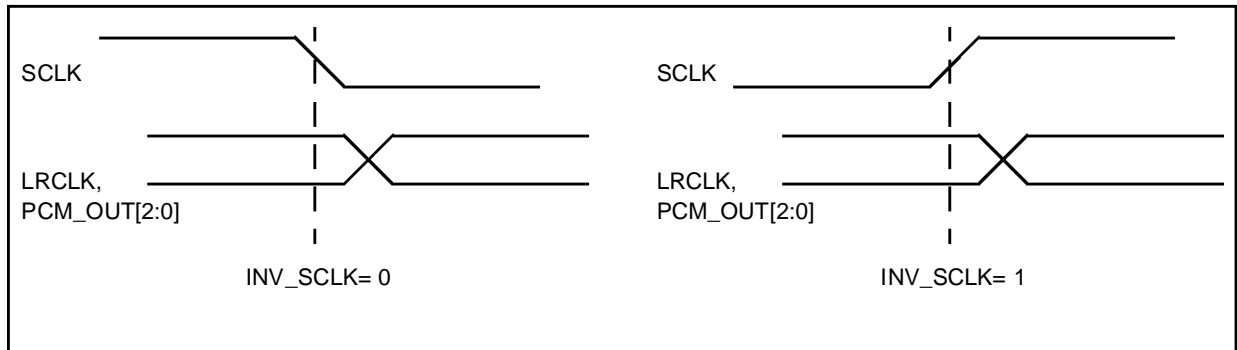 SCLK
LRCLK,
PCM_OUT[2:0]
INV_SCLK= 0
SCLK
LRCLK,
PCM_OUT[2:0]
INV_SCLK= 1